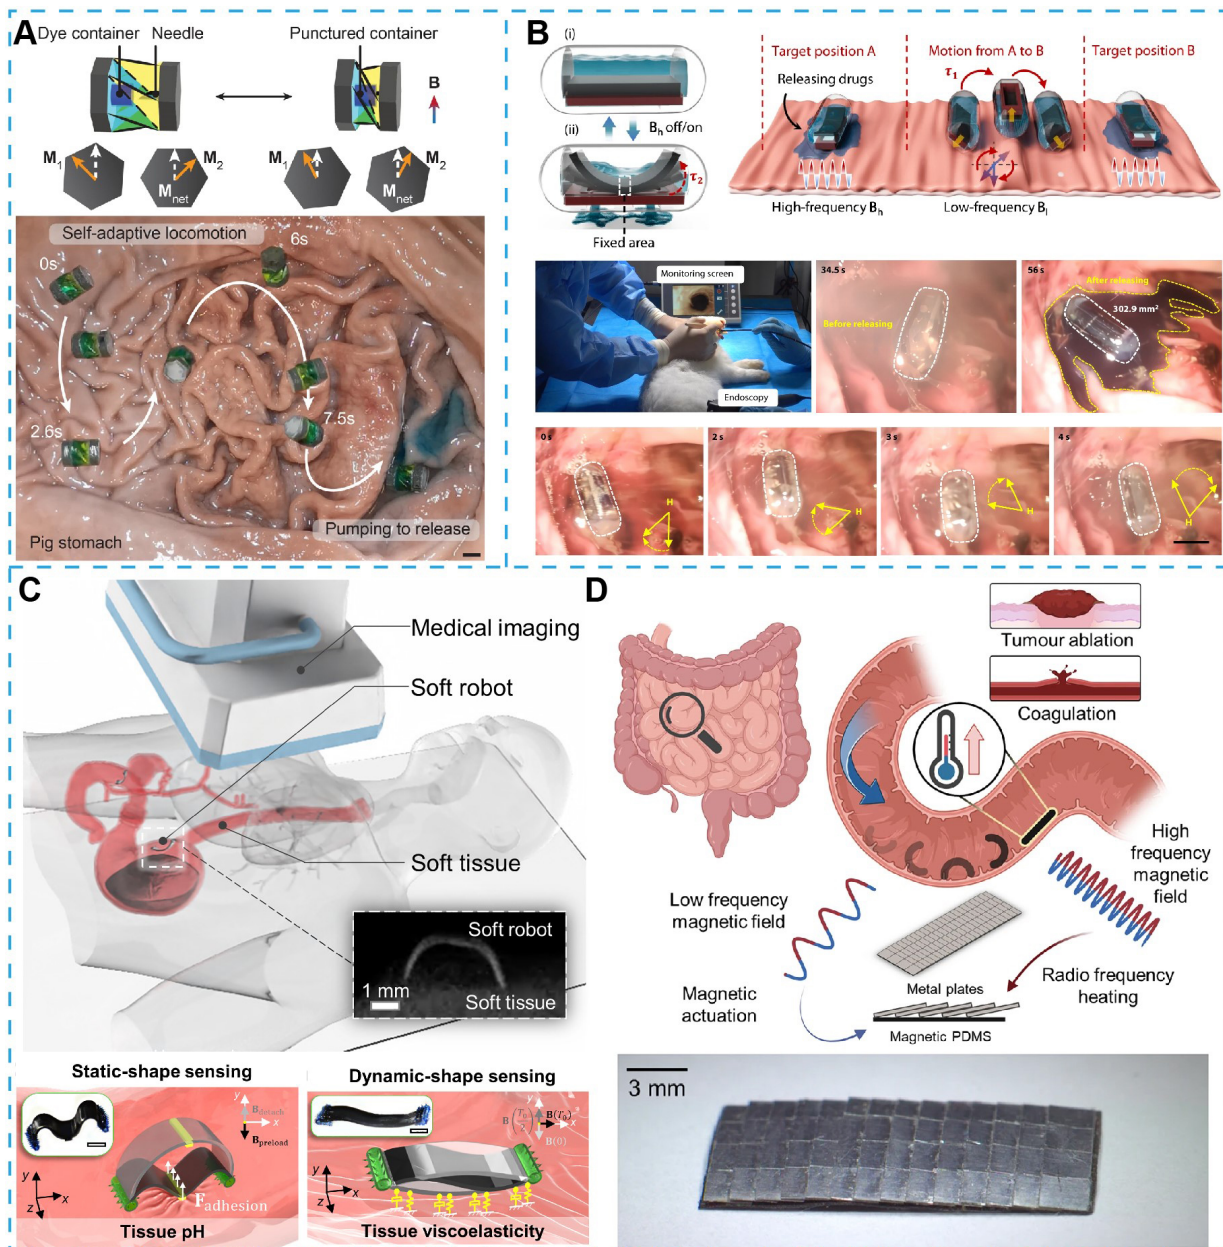 A
Dye container
Needle
Punctured container
B
M1
M2
Mnet
M1
M2
Mnet
Self-adaptive locomotion
0s
6s
2.6s
7.5s
Pumping to release
Pig stomach
B
(i)
(ii)
Bh off/on
τ2
Fixed area
Target position A
Motion from A to B
Target position B
Releasing drugs
τ1
High-frequency Bh
Low-frequency Bl
Monitoring screen
Endoscopy
34.5 s
Before releasing
56 s
After releasing
302.9 mm²
0 s
H
2 s
H
3 s
H
4 s
H
C
Medical imaging
Soft robot
Soft tissue
Soft robot
1 mm
Soft tissue
Static-shape sensing
y
Bdetach
x
Bpreload
y
x
z
Fadhesion
Tissue pH
Dynamic-shape sensing
y
B(T0)
x
B(0)
y
x
z
Tissue viscoelasticity
D
Tumour ablation
Coagulation
High
frequency
magnetic
field
Low frequency
magnetic field
Metal plates
Radio frequency
heating
Magnetic
actuation
Magnetic PDMS
3 mm